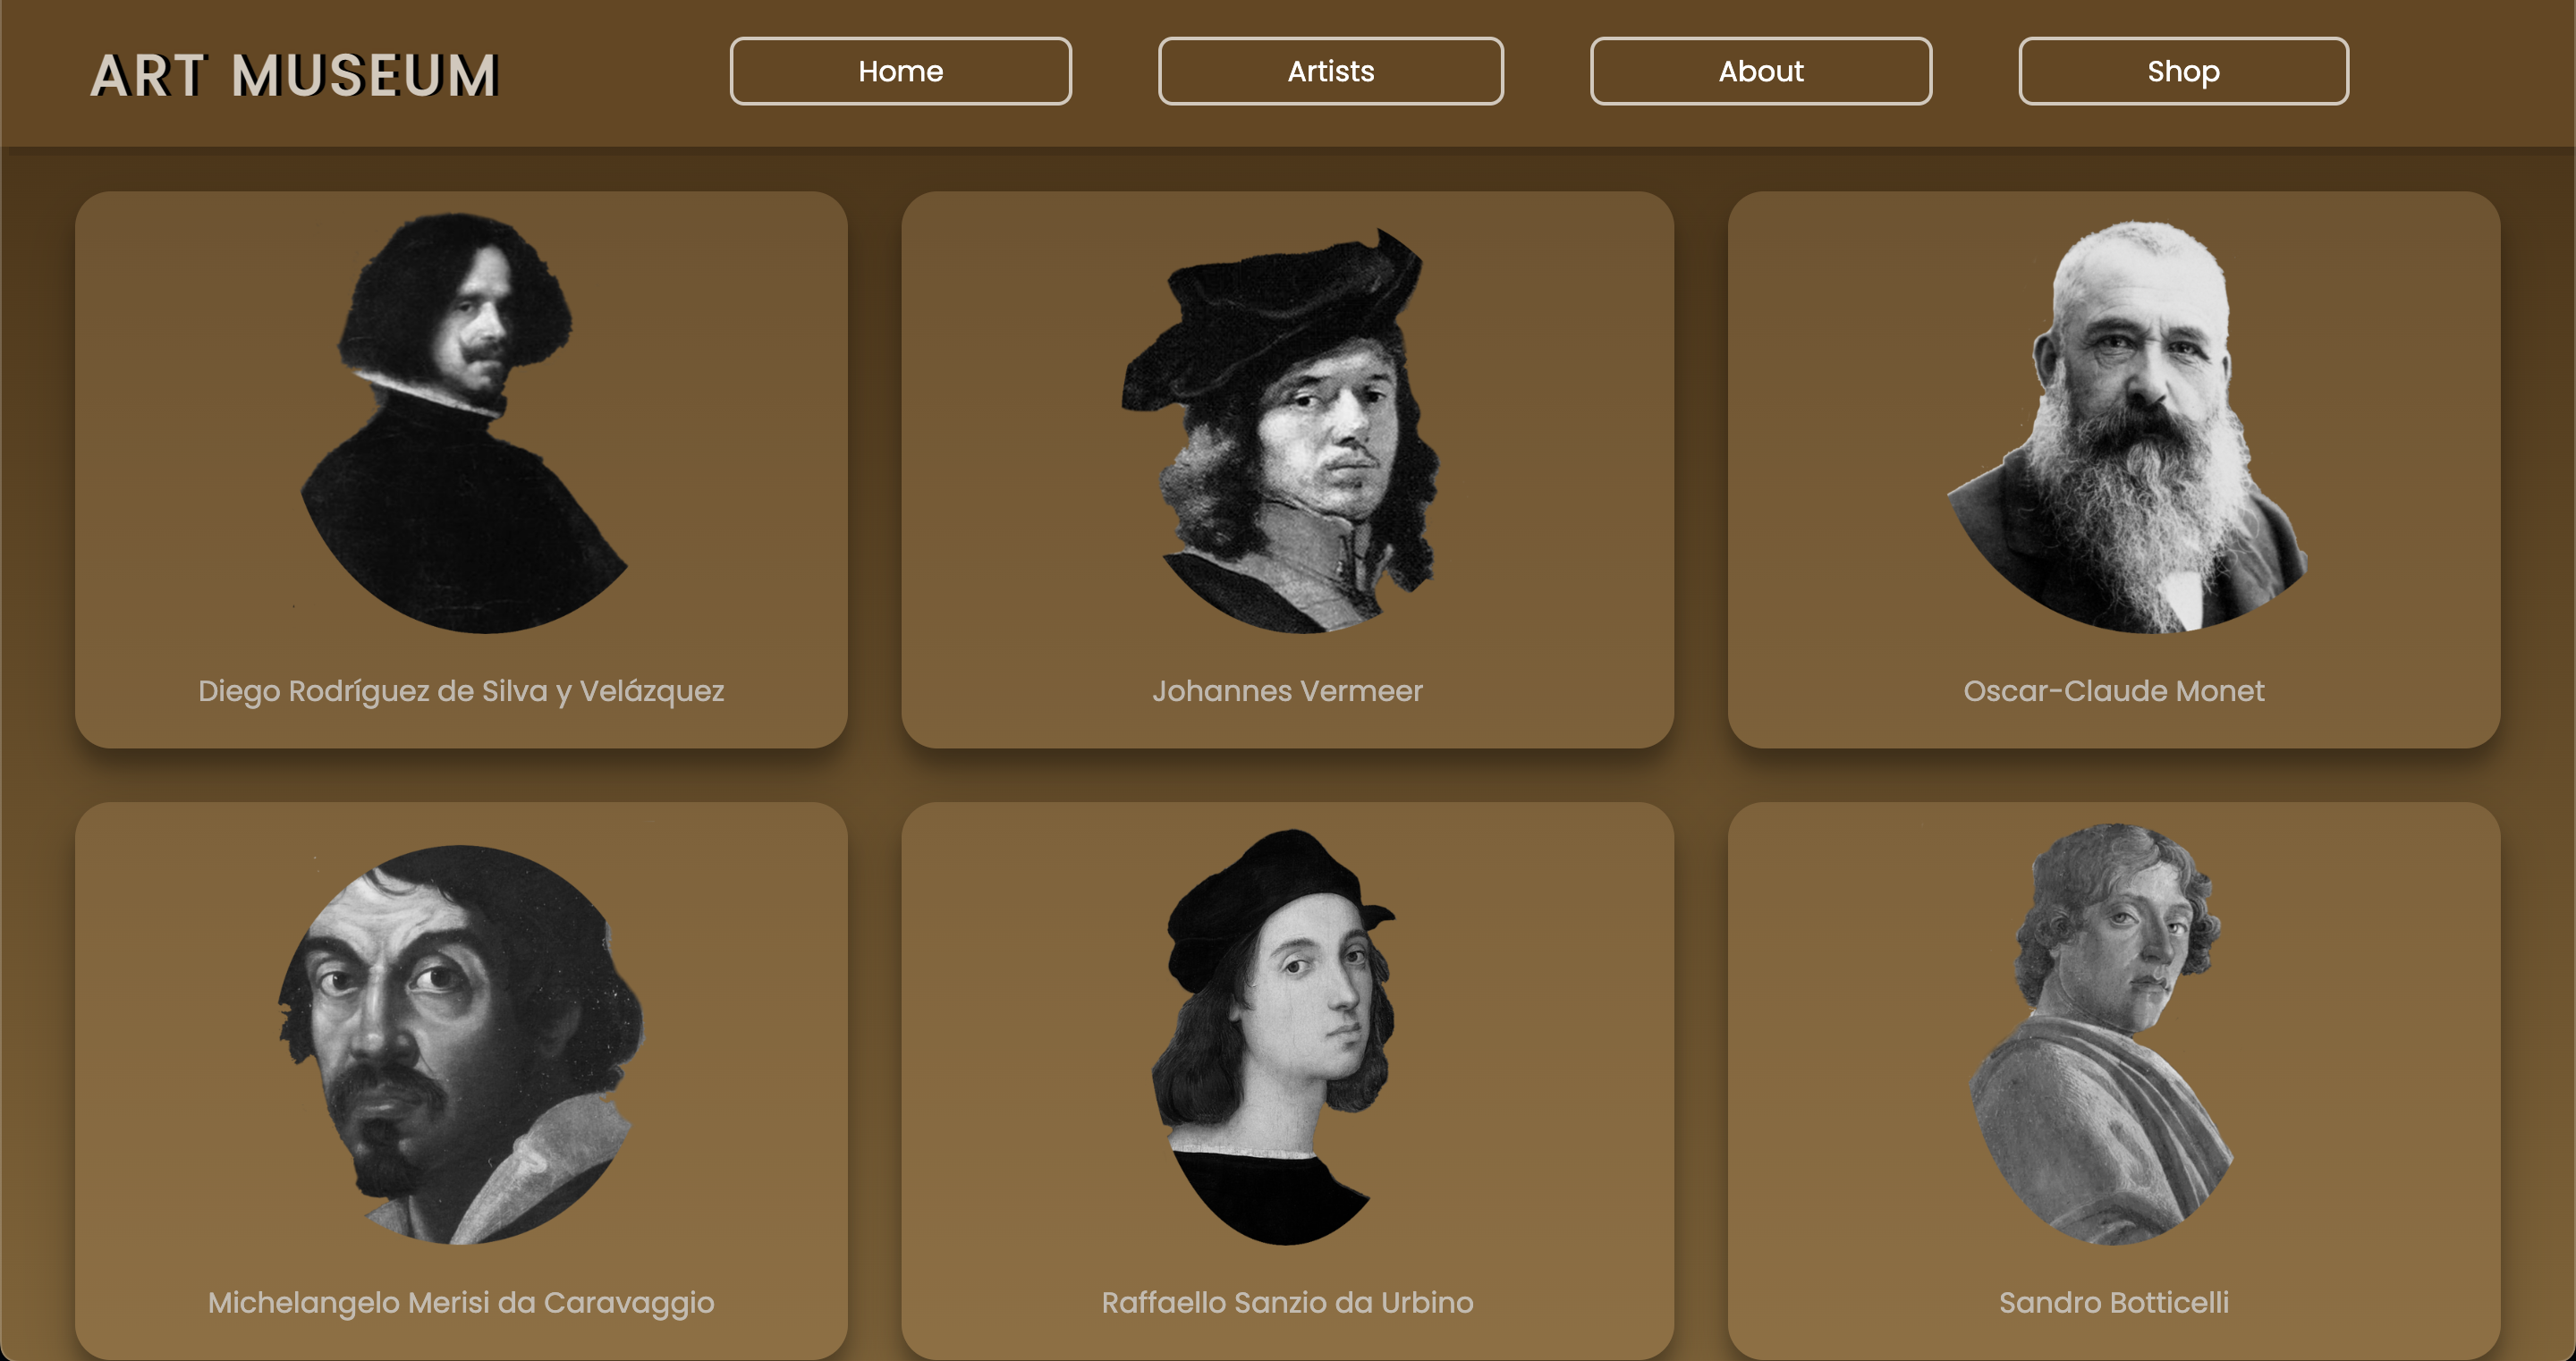 ART MUSEUM
Home
Artists
About
Shop
Diego Rodríguez de Silva y Velázquez
Johannes Vermeer
Oscar-Claude Monet
Michelangelo Merisi da Caravaggio
Raffaello Sanzio da Urbino
Sandro Botticelli